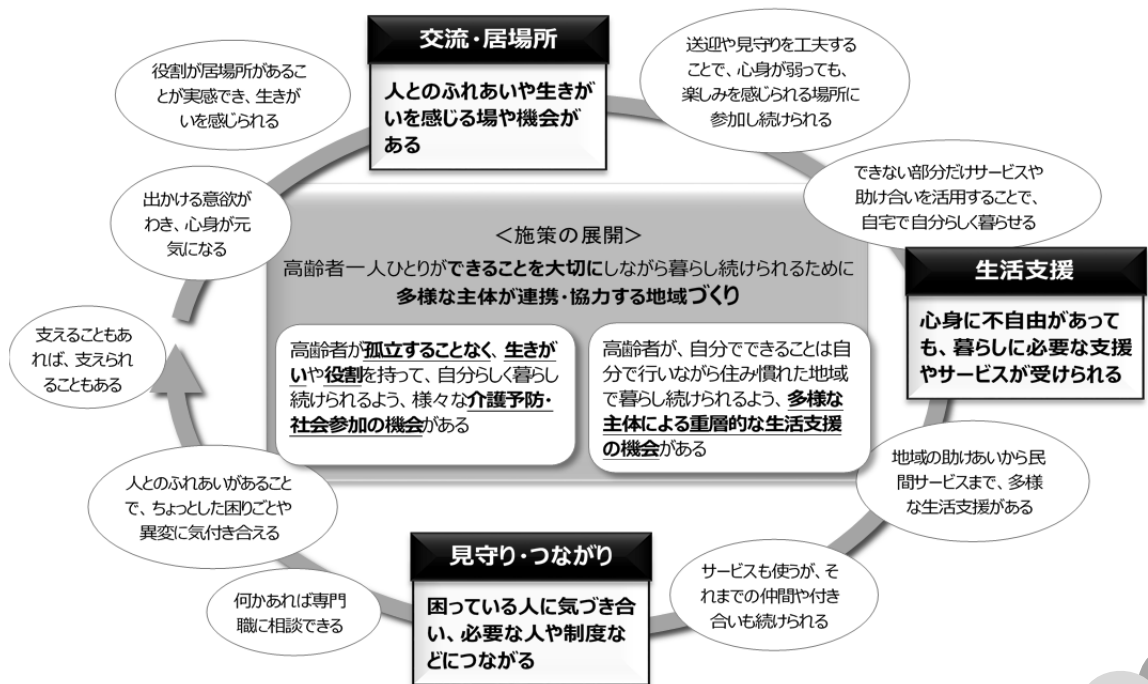 交流・居場所
人とのふれあいや生きが
いを感じる場や機会が
ある
役割が居場所があるこ
とが実感でき、生きが
いを感じられる
送迎や見守りを工夫する
ことで、心身が弱っても、
楽しみを感じられる場所に
参加し続けられる
出かける意欲が
わき、心身が元
気になる
できない部分だけサービスや
助け合いを活用することで、
自宅で自分らしく暮らせる
＜施策の展開＞
高齢者一人ひとりができることを大切にしながら暮らし続けられるために
多様な主体が連携・協力する地域づくり
生活支援
心身に不自由があって
も、暮らしに必要な支援
やサービスが受けられる
支えることもあ
れば、支えられ
ることもある
高齢者が孤立することなく、生きが
いや役割を持って、自分らしく暮らし
続けられるよう、様々な介護予防・
社会参加の機会がある
高齢者が、自分でできることは自
分で行いながら住み慣れた地域
で暮らし続けられるよう、多様な
主体による重層的な生活支援
の機会がある
人とのふれあいがあること
で、ちょっとした困りごとや
異変に気付き合える
地域の助けあいから民
間サービスまで、多様
な生活支援がある
見守り・つながり
困っている人に気づき合
い、必要な人や制度な
どにつながる
何かあれば専門
職に相談できる
サービスも使うが、そ
れまでの仲間や付き
合いも続けられる